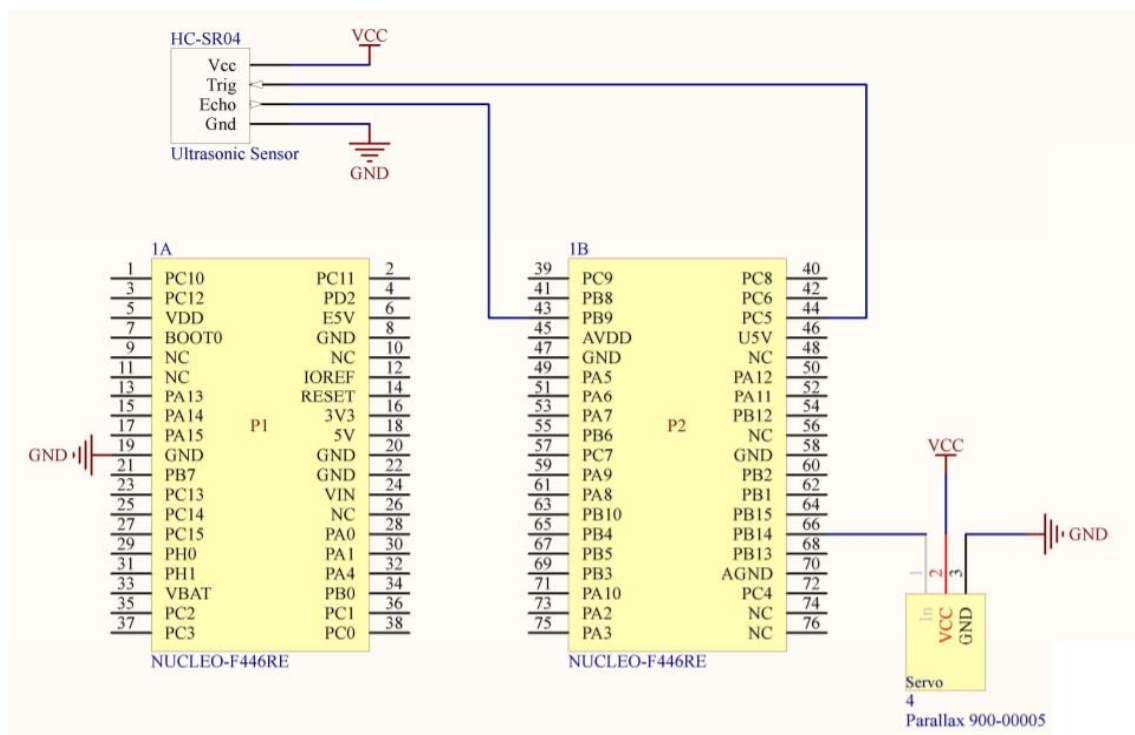 HC-SR04
VCC
Vcc
Trig
Echo
Gnd
Ultrasonic Sensor
GND
1A
1 PC10 PC11 2
3 PC12 PD2 4
5 VDD E5V 6
7 BOOT0 GND 8
9 NC NC 10
11 NC IOREF 12
13 PA13 RESET 14
15 PA14 3V3 16
17 PA15 5V 18
19 GND GND 20
21 PB7 GND 22
23 PC13 VIN 24
25 PC14 NC 26
27 PC15 PA0 28
29 PH0 PA1 30
31 PH1 PA4 32
33 VBAT PB0 34
35 PC2 PC1 36
37 PC3 PC0 38
P1
GND
NUCLEO-F446RE
1B
39 PC9 PC8 40
41 PB8 PC6 42
43 PB9 PC5 44
45 AVDD U5V 46
47 GND NC 48
49 PA5 PA12 50
51 PA6 PA11 52
53 PA7 PB12 54
55 PB6 NC 56
57 PC7 GND 58
59 PA9 PB2 60
61 PA8 PB1 62
63 PB10 PB15 64
65 PB4 PB14 66
67 PB5 PB13 68
69 PB3 AGND 70
71 PA10 PC4 72
73 PA2 NC 74
75 PA3 NC 76
P2
NUCLEO-F446RE
VCC
GND
1 2 3
In VCC GND
Servo
4
Parallax 900-00005